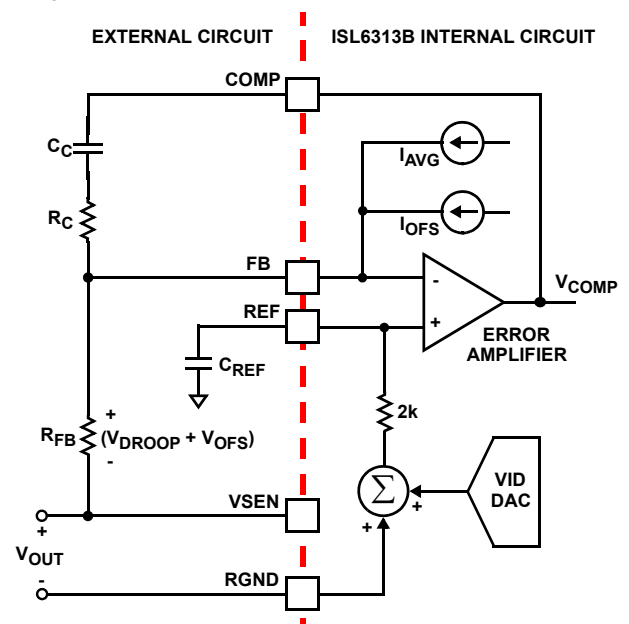 EXTERNAL CIRCUIT
ISL6313B INTERNAL CIRCUIT
COMP
CC
IAVG
RC
IOFS
FB
-
VCOMP
REF
+
ERROR
AMPLIFIER
CREF
2k
+
RFB
(VDROOP + VOFS)
-
VID
DAC
Σ
VSEN
+
+
+
VOUT
-
RGND